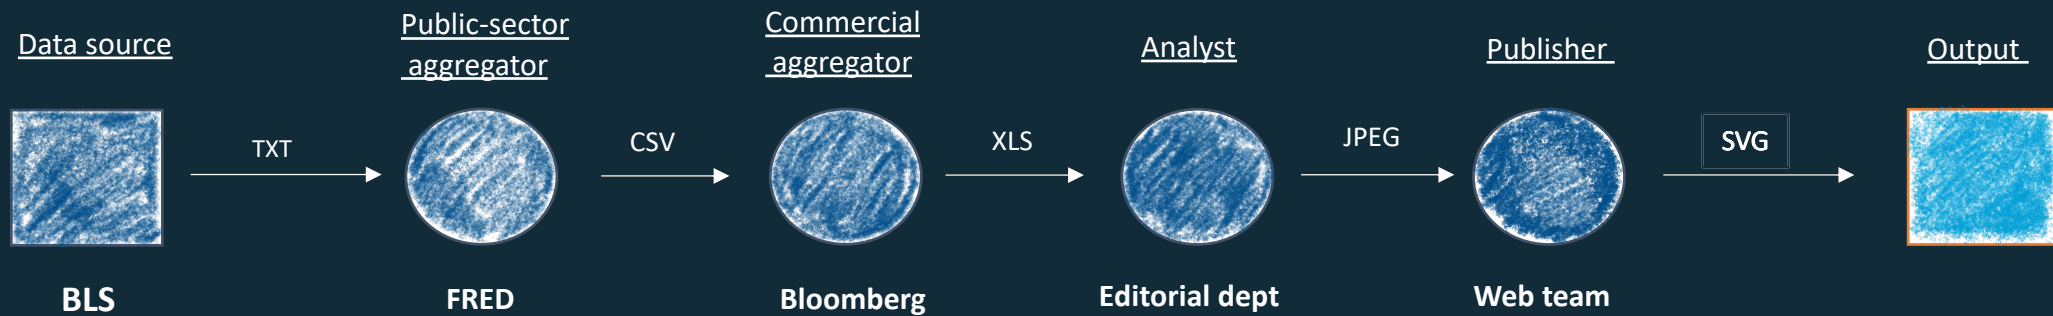 Data source
Public-sector
aggregator
Commercial
aggregator
Analyst
Publisher
Output
TXT
CSV
XLS
JPEG
SVG
BLS
FRED
Bloomberg
Editorial dept
Web team